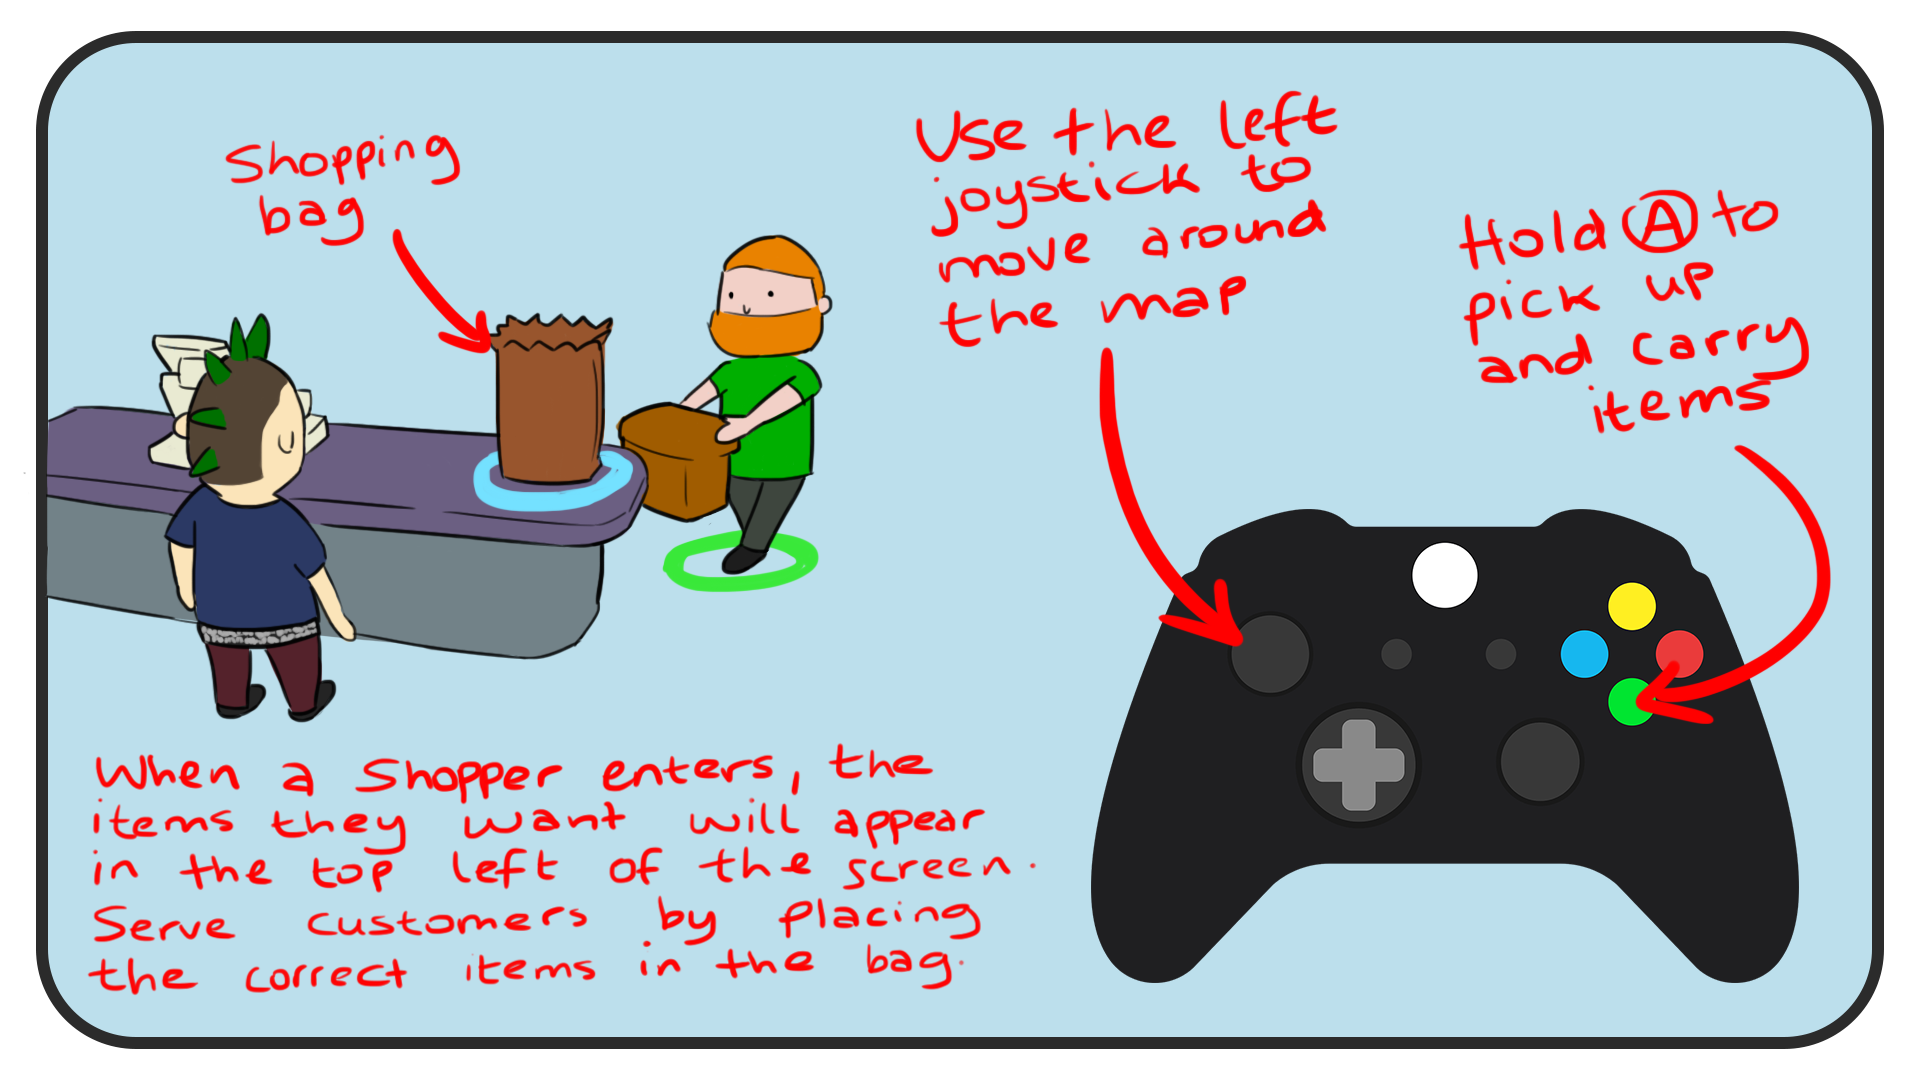 Shopping
bag
Use the left
joystick to
move around
the map
Hold A to
pick up
and carry
items
When a Shopper enters, the
items they want will appear
in the top left of the screen.
Serve customers by placing
the correct items in the bag.